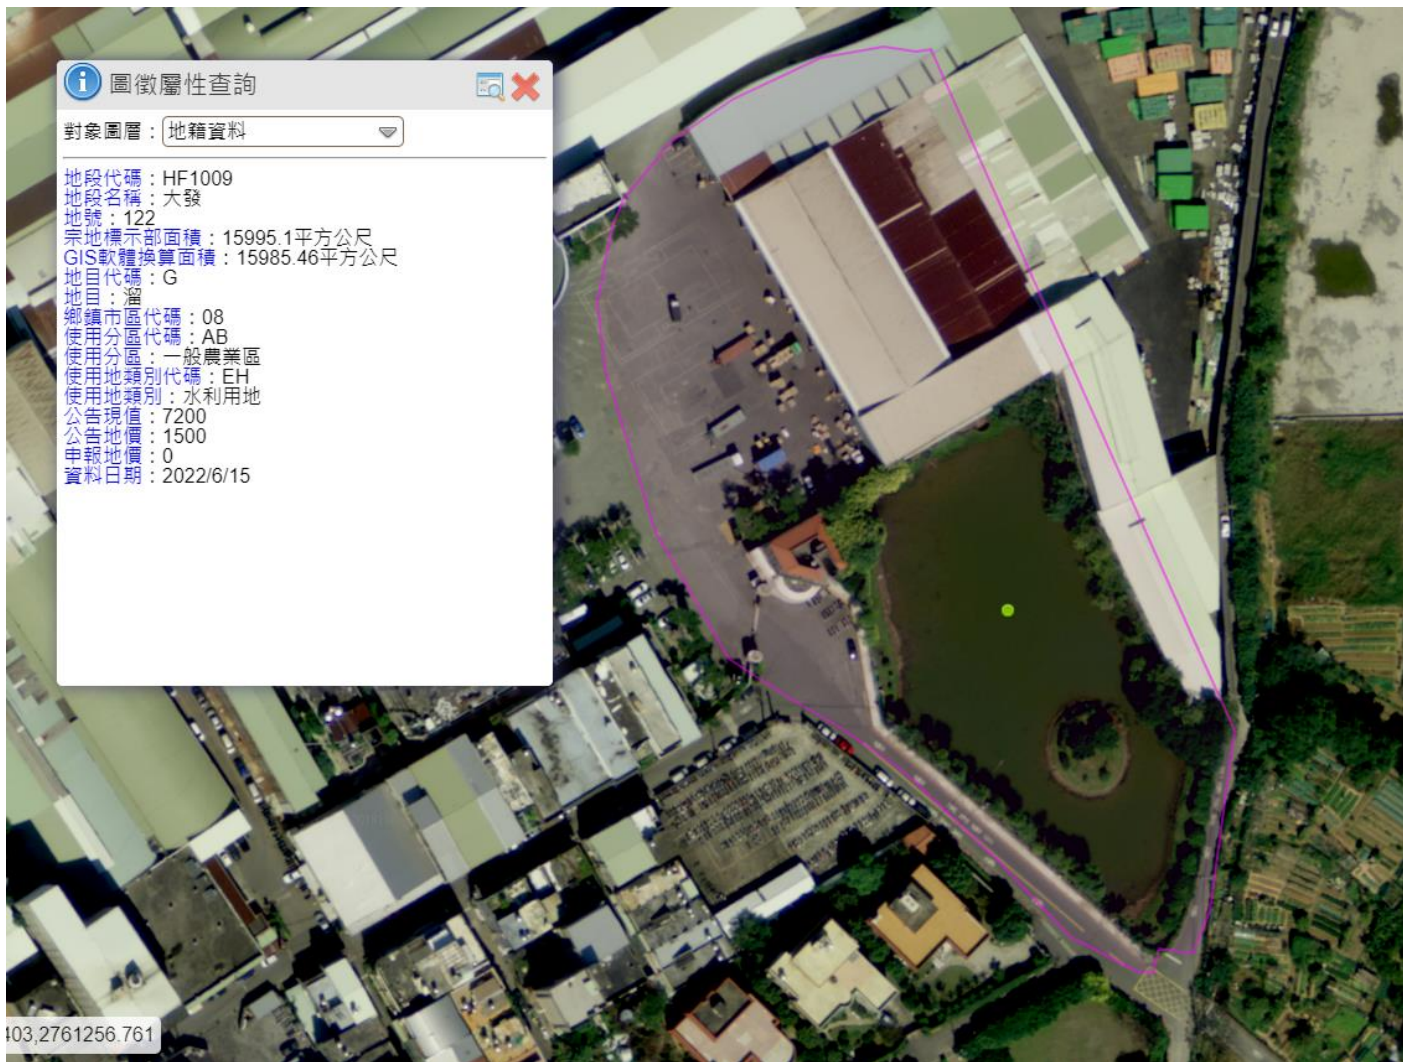 圖徵屬性查詢
對象圖層：地籍資料
地段代碼：HF1009
地段名稱：大發
地號：122
宗地標示部面積：15995.1平方公尺
GIS軟體換算面積：15985.46平方公尺
地目代碼：G
地目：溜
鄉鎮市區代碼：08
使用分區代碼：AB
使用分區：一般農業區
使用地類別代碼：EH
使用地類別：水利用地
公告現值：7200
公告地價：1500
申報地價：0
資料日期：2022/6/15
403,2761256.761